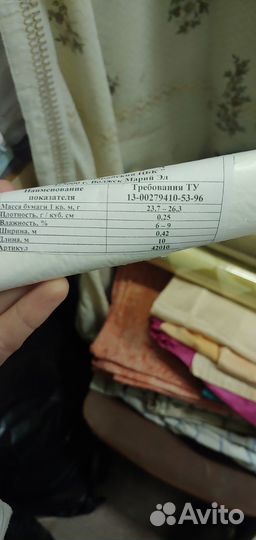 ПБК"
г. Волжск Марий Эл
Наименование показателя Требования ТУ 13-00279410-53-96
Масса бумаги 1 кв. м, г 23,7 – 26,3
Плотность, г / куб. см 0,25
Влажность, % 6 – 9
Ширина, м 0,42
Длина, м 10
Артикул 42010
Avito